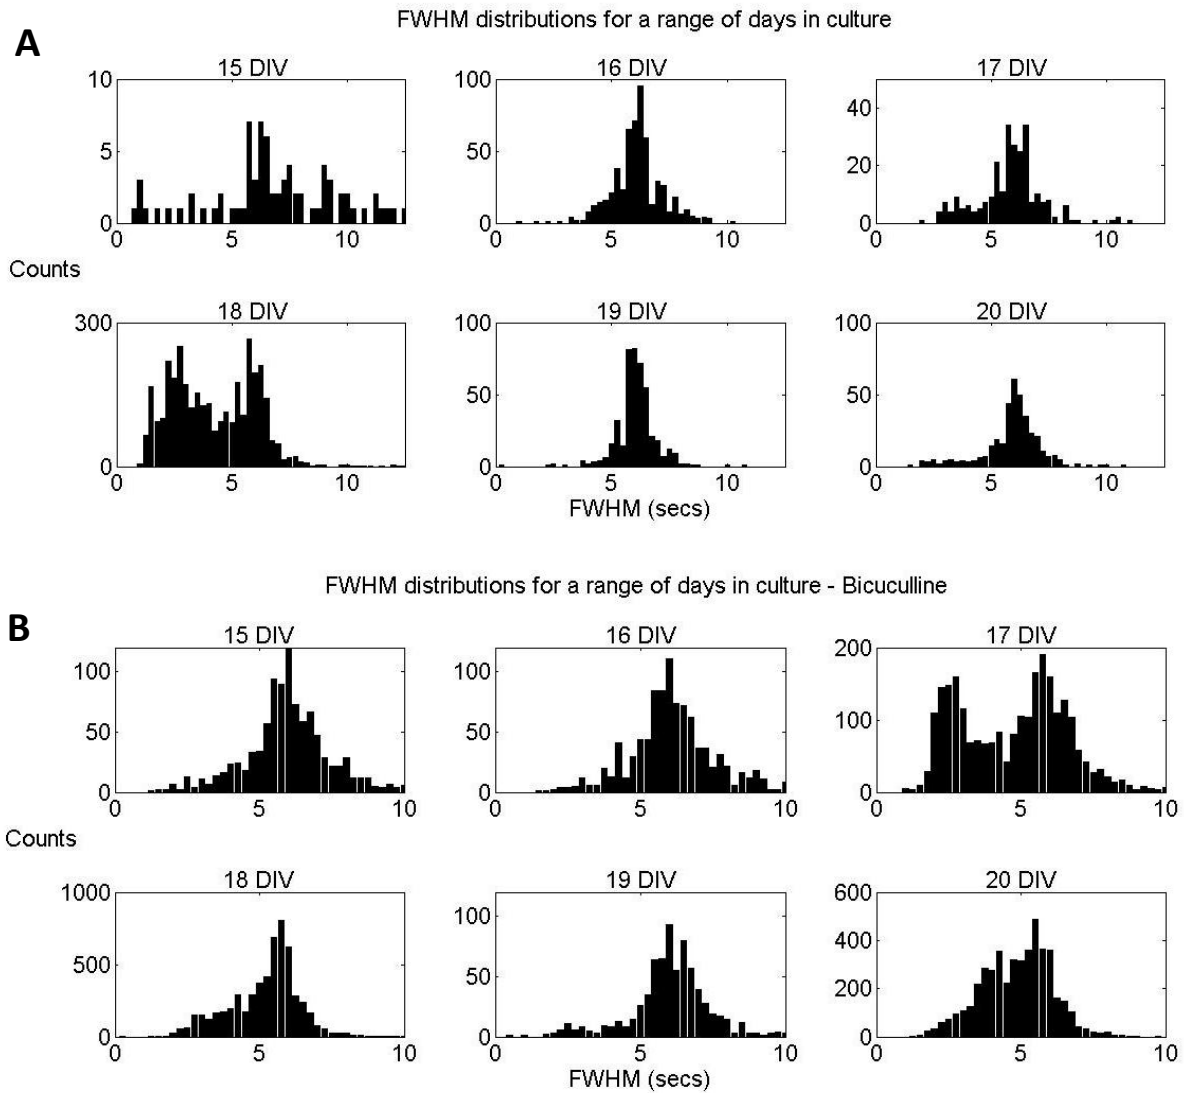 FWHM distributions for a range of days in culture
A
15 DIV
16 DIV
17 DIV
10
5
0
0 5 10
100
50
0
0 5 10
40
20
0
0 5 10
Counts
18 DIV
19 DIV
20 DIV
300
0
0 5 10
100
50
0
0 5 10
100
50
0
0 5 10
FWHM (secs)
FWHM distributions for a range of days in culture - Bicuculline
B
15 DIV
16 DIV
17 DIV
100
50
0
0 5 10
100
50
0
0 5 10
200
100
0
0 5 10
Counts
18 DIV
19 DIV
20 DIV
1000
500
0
0 5 10
100
50
0
0 5 10
600
400
200
0
0 5 10
FWHM (secs)